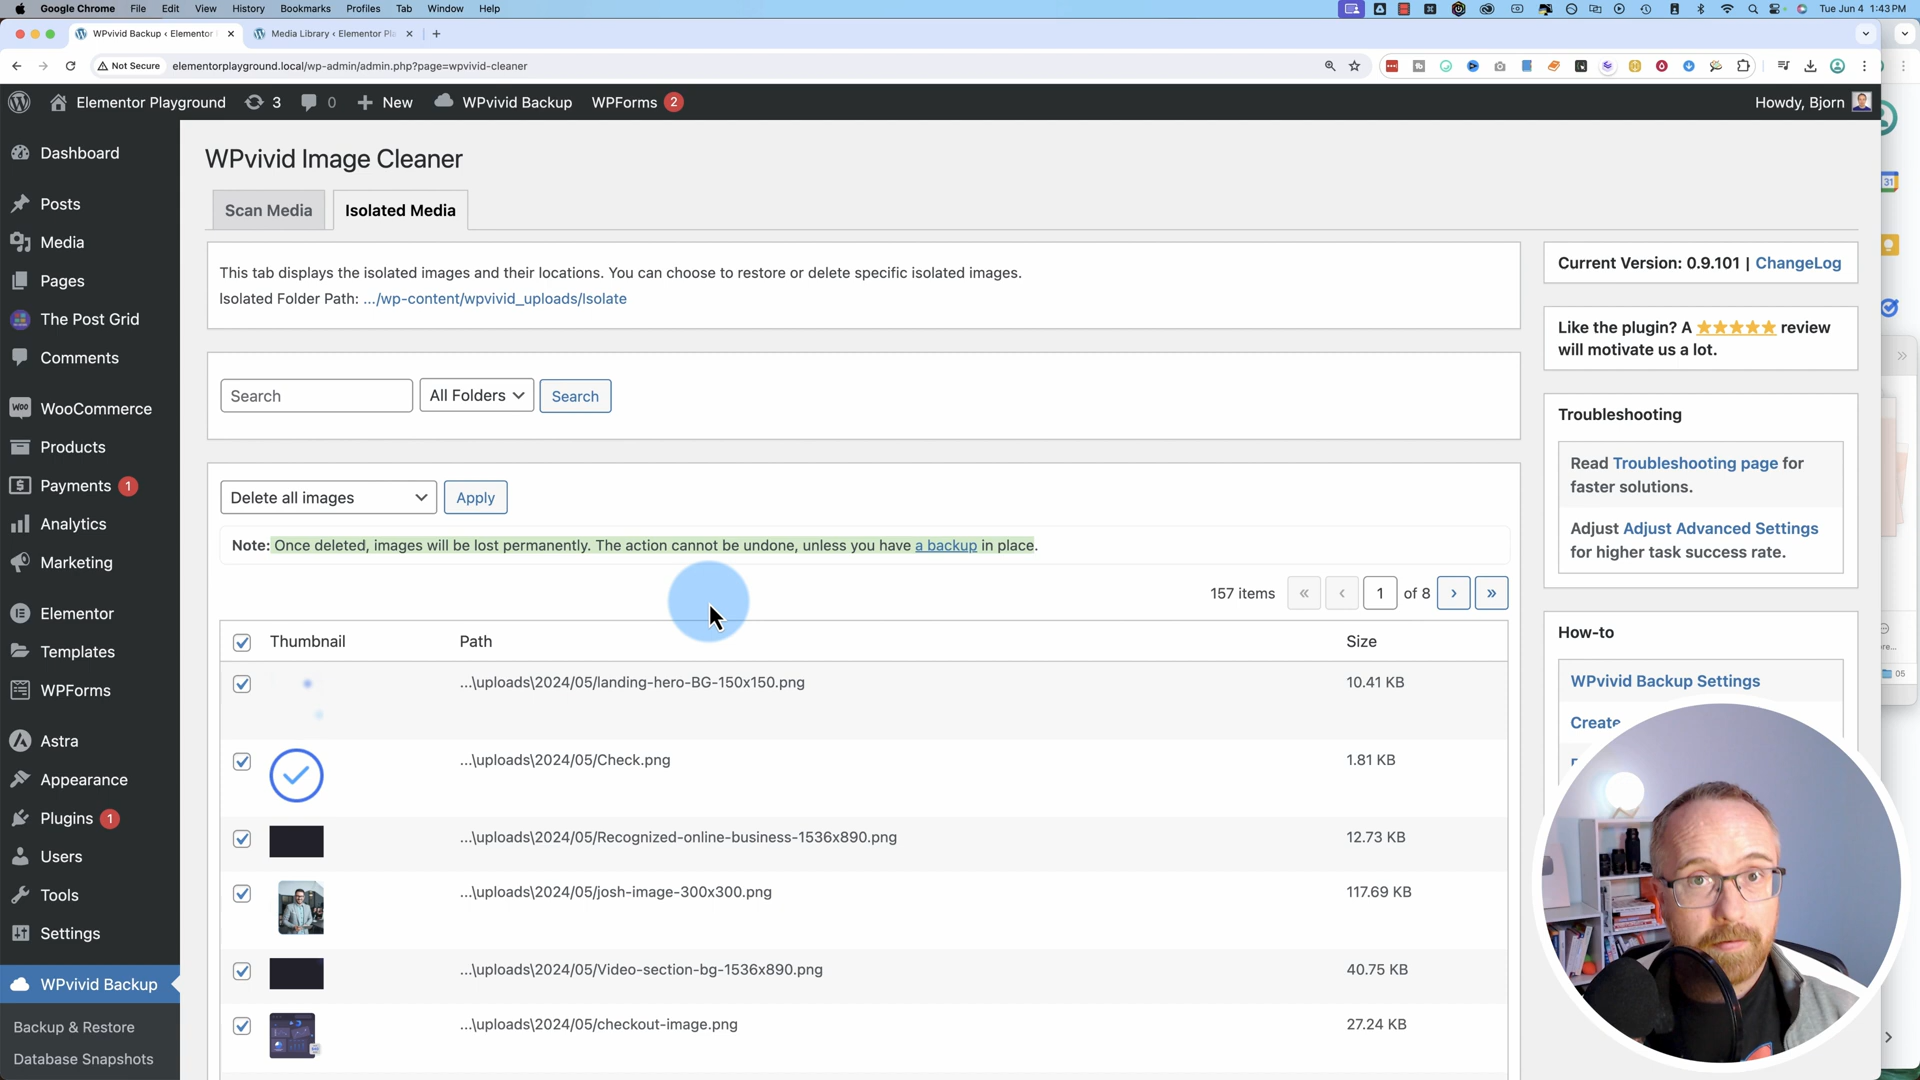 Google Chrome File Edit View History Bookmarks Profiles Tab Window Help
Tue Jun 4 1:43 PM
WPvivid Backup ‹ Elementor
Media Library ‹ Elementor Pla
Not Secure elementorplayground.local/wp-admin/admin.php?page=wpvivid-cleaner
Elementor Playground 3 0 New WPvivid Backup WPForms 2
Howdy, Bjorn
Dashboard
Posts
Media
Pages
The Post Grid
Comments
WooCommerce
Products
Payments 1
Analytics
Marketing
Elementor
Templates
WPForms
Astra
Appearance
Plugins 1
Users
Tools
Settings
WPvivid Backup
Backup & Restore
Database Snapshots
WPvivid Image Cleaner
Scan Media Isolated Media
This tab displays the isolated images and their locations. You can choose to restore or delete specific isolated images.
Isolated Folder Path: .../wp-content/wpvivid_uploads/Isolate
Search All Folders Search
Delete all images Apply
Note: Once deleted, images will be lost permanently. The action cannot be undone, unless you have a backup in place.
157 items « ‹ 1 of 8 › »
Thumbnail Path Size
...\uploads\2024/05/landing-hero-BG-150x150.png 10.41 KB
...\uploads\2024/05/Check.png 1.81 KB
...\uploads\2024/05/Recognized-online-business-1536x890.png 12.73 KB
...\uploads\2024/05/josh-image-300x300.png 117.69 KB
...\uploads\2024/05/Video-section-bg-1536x890.png 40.75 KB
...\uploads\2024/05/checkout-image.png 27.24 KB
Current Version: 0.9.101 | ChangeLog
Like the plugin? A ★★★★★ review
will motivate us a lot.
Troubleshooting
Read Troubleshooting page for
faster solutions.
Adjust Adjust Advanced Settings
for higher task success rate.
How-to
WPvivid Backup Settings
Create
31
05